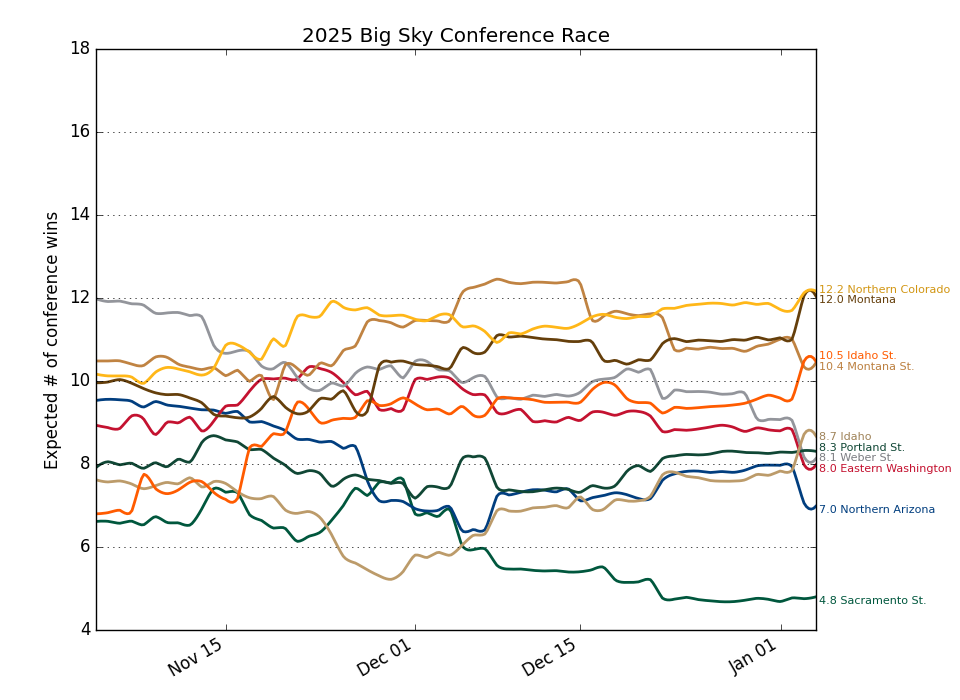 2025 Big Sky Conference Race
Expected # of conference wins
18
16
14
12
10
8
6
4
Nov 15
Dec 01
Dec 15
Jan 01
12.2 Northern Colorado
12.0 Montana
10.5 Idaho St.
10.4 Montana St.
8.7 Idaho
8.3 Portland St.
8.1 Weber St.
8.0 Eastern Washington
7.0 Northern Arizona
4.8 Sacramento St.